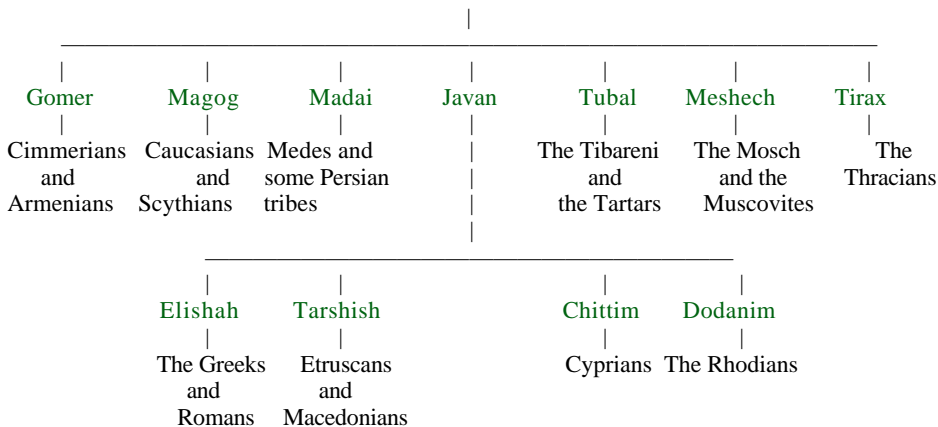 Gomer Magog Madai Javan Tubal Meshech Tirax
Cimmerians Caucasians Medes and The Tibareni The Mosch The
and and some Persian and and the Thracians
Armenians Scythians tribes the Tartars Muscovites
Elishah Tarshish Chittim Dodanim
The Greeks Etruscans Cyprians The Rhodians
and and
Romans Macedonians